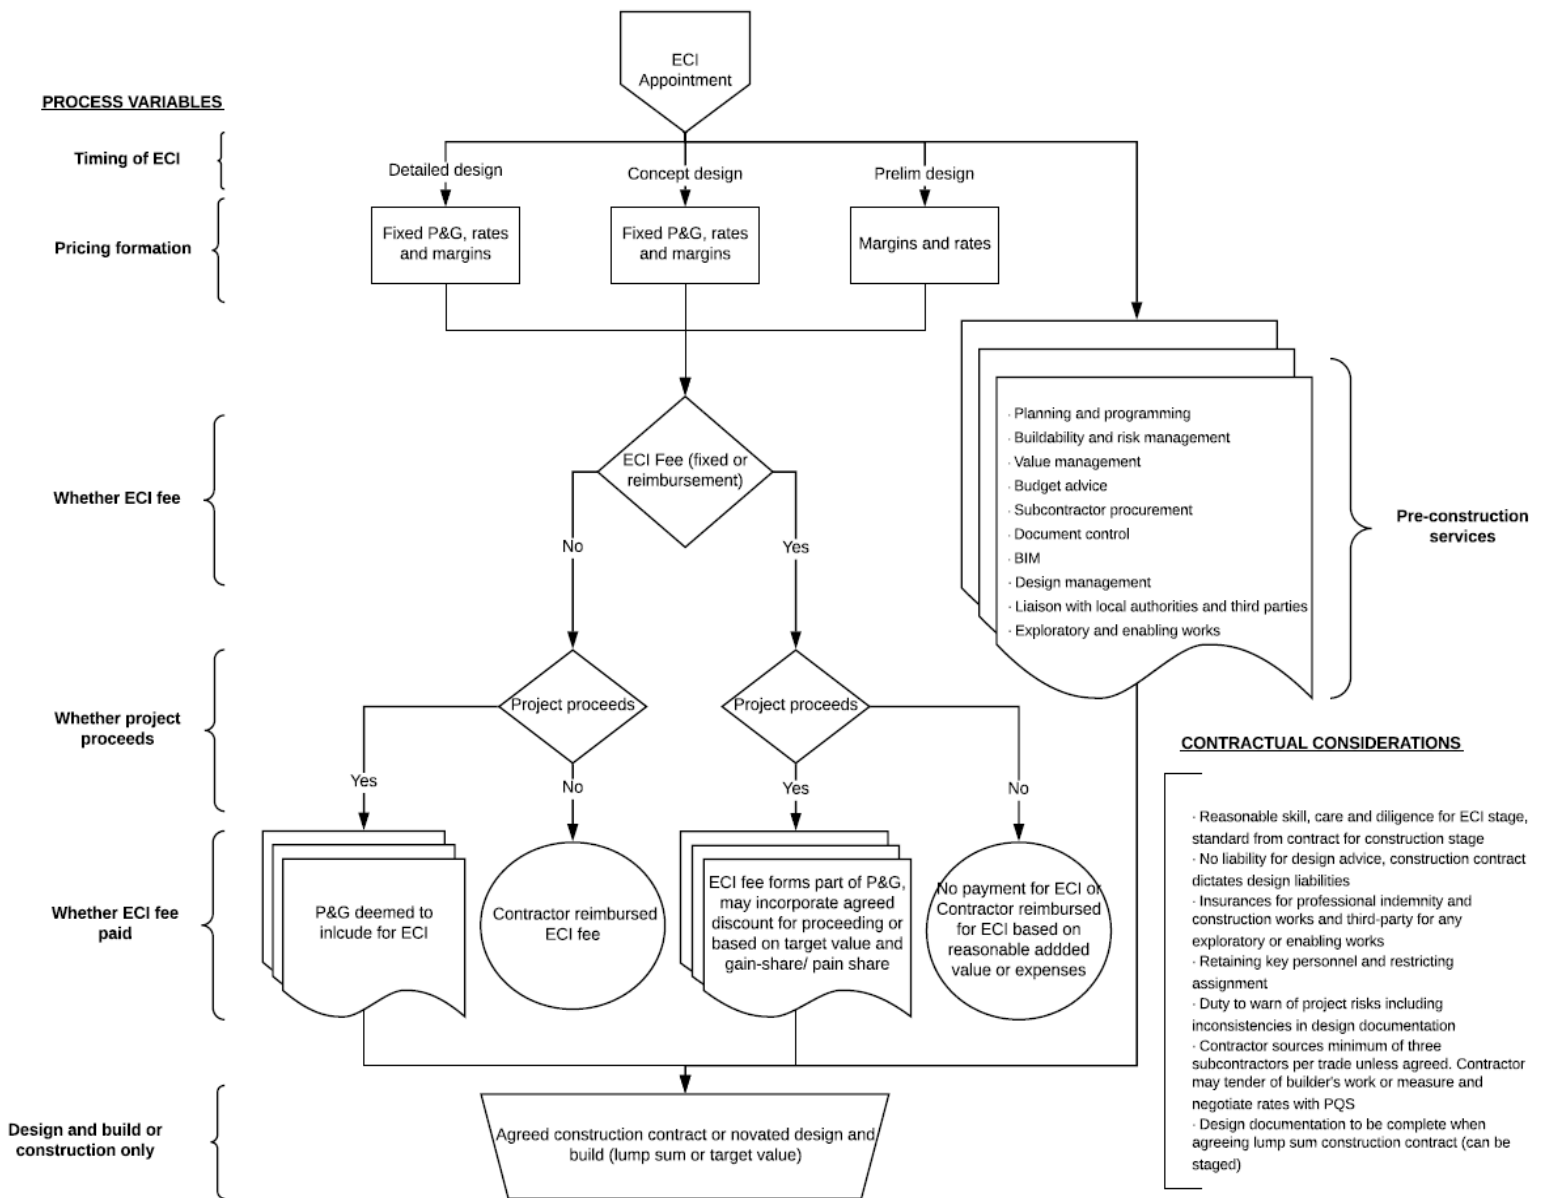 ECI
Appointment
PROCESS VARIABLES
Timing of ECI
Detailed design
Concept design
Prelim design
Pricing formation
Fixed P&G, rates
and margins
Fixed P&G, rates
and margins
Margins and rates
· Planning and programming
· Buildability and risk management
· Value management
· Budget advice
· Subcontractor procurement
· Document control
· BIM
· Design management
· Liaison with local authorities and third parties
· Exploratory and enabling works
Pre-construction
services
Whether ECI fee
ECI Fee (fixed or
reimbursement)
No
Yes
Whether project
proceeds
Project proceeds
Project proceeds
Yes
No
Yes
No
Whether ECI fee
paid
P&G deemed to
inlcude for ECI
Contractor reimbursed
ECI fee
ECI fee forms part of P&G,
may incorporate agreed
discount for proceeding or
based on target value and
gain-share/ pain share
No payment for ECI or
Contractor reimbursed
for ECI based on
reasonable addded
value or expenses
CONTRACTUAL CONSIDERATIONS
· Reasonable skill, care and diligence for ECI stage,
standard from contract for construction stage
· No liability for design advice, construction contract
dictates design liabilities
· Insurances for professional indemnity and
construction works and third-party for any
exploratory or enabling works
· Retaining key personnel and restricting
assignment
· Duty to warn of project risks including
inconsistencies in design documentation
· Contractor sources minimum of three
subcontractors per trade unless agreed. Contractor
may tender of builder's work or measure and
negotiate rates with PQS
· Design documentation to be complete when
agreeing lump sum construction contract (can be
staged)
Design and build or
construction only
Agreed construction contract or novated design and
build (lump sum or target value)